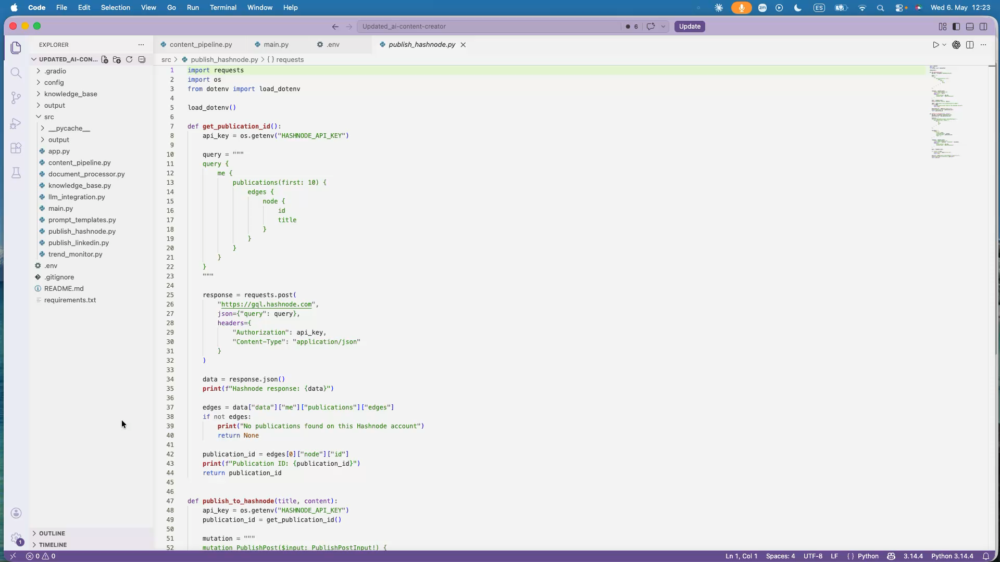 Code File Edit Selection View Go Run Terminal Window Help
zm ES Wed 6. May 12:23
Updated_ai-content-creator 6 Update
EXPLORER
content_pipeline.py main.py .env publish_hashnode.py
UPDATED_AI-CON...
src > publish_hashnode.py > {} requests
.gradio
config
knowledge_base
output
src
__pycache__
output
app.py
content_pipeline.py
document_processor.py
knowledge_base.py
llm_integration.py
main.py
prompt_templates.py
publish_hashnode.py
publish_linkedin.py
trend_monitor.py
.env
.gitignore
README.md
requirements.txt
OUTLINE
TIMELINE
1 import requests
2 import os
3 from dotenv import load_dotenv
4
5 load_dotenv()
6
7 def get_publication_id():
8 api_key = os.getenv("HASHNODE_API_KEY")
9
10 query = """
11 query {
12 me {
13 publications(first: 10) {
14 edges {
15 node {
16 id
17 title
18 }
19 }
20 }
21 }
22 }
23 """
24
25 response = requests.post(
26 "https://gql.hashnode.com",
27 json={"query": query},
28 headers={
29 "Authorization": api_key,
30 "Content-Type": "application/json"
31 }
32 )
33
34 data = response.json()
35 print(f"Hashnode response: {data}")
36
37 edges = data["data"]["me"]["publications"]["edges"]
38 if not edges:
39 print("No publications found on this Hashnode account")
40 return None
41
42 publication_id = edges[0]["node"]["id"]
43 print(f"Publication ID: {publication_id}")
44 return publication_id
45
46
47 def publish_to_hashnode(title, content):
48 api_key = os.getenv("HASHNODE_API_KEY")
49 publication_id = get_publication_id()
50
51 mutation = """
52 mutation PublishPost($input: PublishPostInput!) {
1
0 0 Ln 1, Col 1 Spaces: 4 UTF-8 LF {} Python 3.14.4 Python 3.14.4